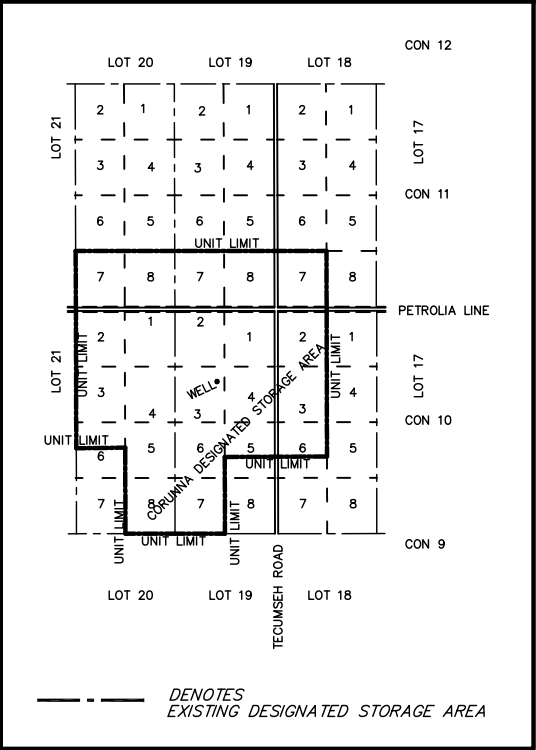 CON 12
LOT 20 LOT 19 LOT 18
2 1 2 1 2 1
LOT 21
LOT 17
3 4 3 4 3 4
CON 11
6 5 6 5 6 5
UNIT LIMIT
7 8 7 8 7 8
PETROLIA LINE
2 1 2 1 2 1
UNIT LIMIT
UNIT LIMIT
LOT 21
LOT 17
WELL
3 4 3 4 3 4
CORUNNA DESIGNATED STORAGE AREA
CON 10
UNIT LIMIT
6 5 6 5 6 5
UNIT LIMIT
7 8 7 8 7 8
UNIT LIMIT
UNIT LIMIT
UNIT LIMIT
CON 9
TECUMSEH ROAD
LOT 20 LOT 19 LOT 18
DENOTES
EXISTING DESIGNATED STORAGE AREA